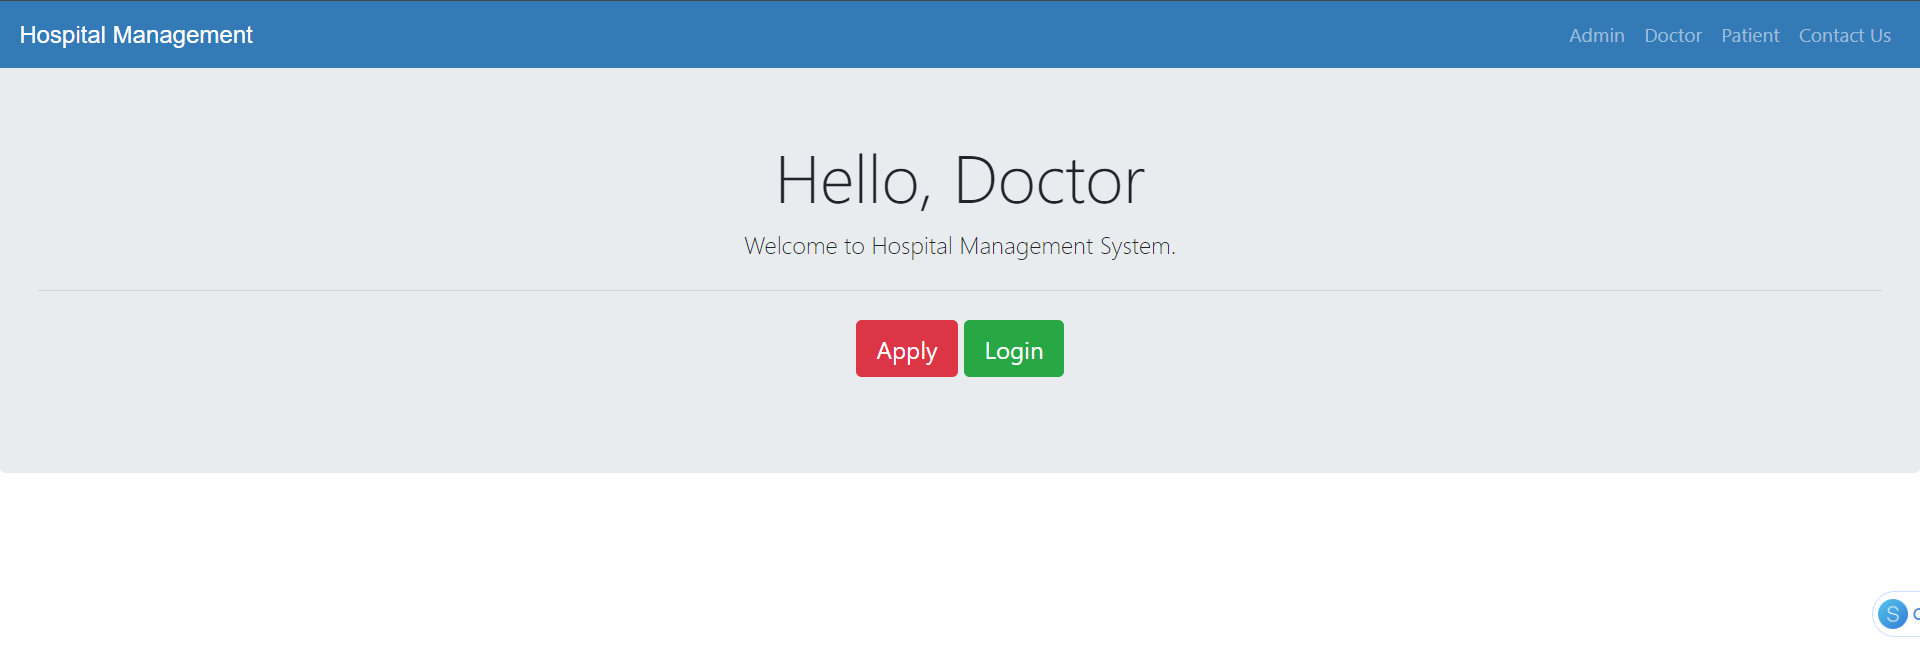 Hospital Management
Admin Doctor Patient Contact Us
Hello, Doctor
Welcome to Hospital Management System.
Apply Login
S